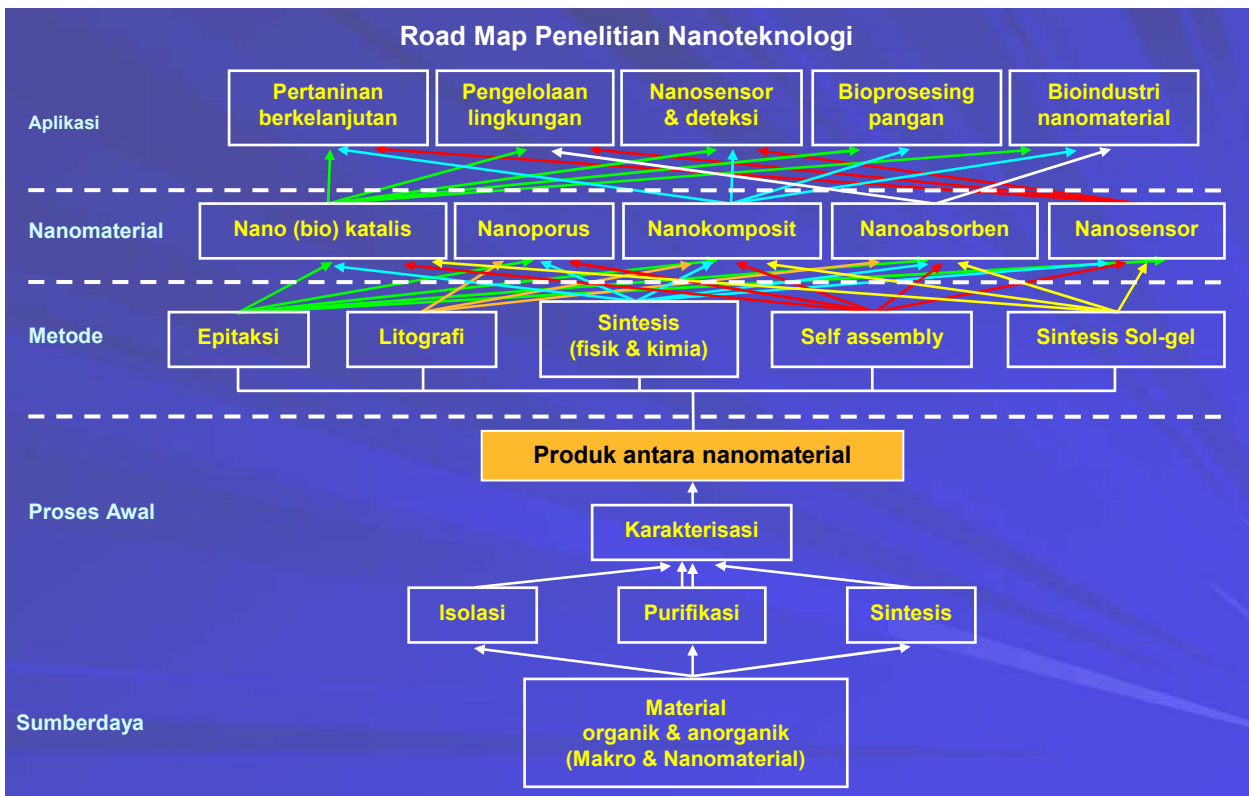 Road Map Penelitian Nanoteknologi
Aplikasi
Pertaninan
berkelanjutan
Pengelolaan
lingkungan
Nanosensor
& deteksi
Bioprosesing
pangan
Bioindustri
nanomaterial
Nanomaterial
Nano (bio) katalis
Nanoporus
Nanokomposit
Nanoabsorben
Nanosensor
Metode
Epitaksi
Litografi
Sintesis
(fisik & kimia)
Self assembly
Sintesis Sol-gel
Produk antara nanomaterial
Proses Awal
Karakterisasi
Isolasi
Purifikasi
Sintesis
Sumberdaya
Material
organik & anorganik
(Makro & Nanomaterial)